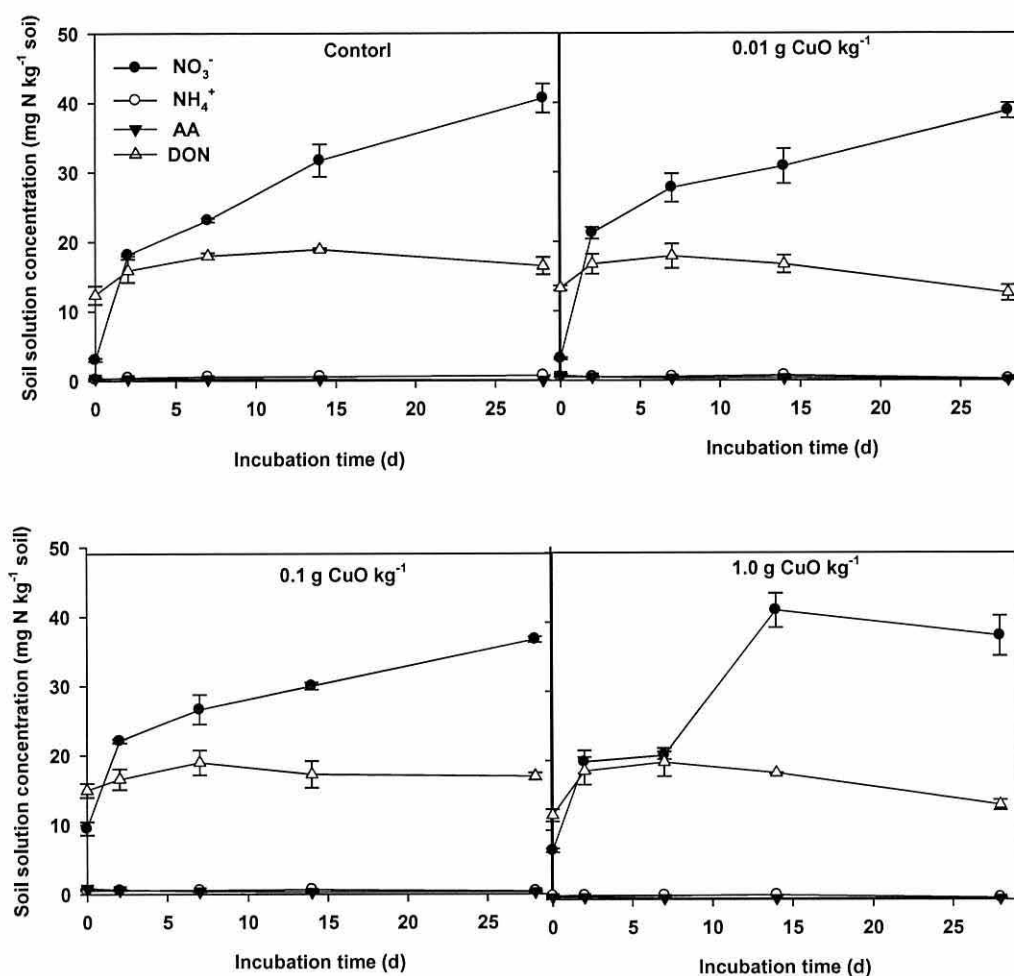 Soil solution concentration (mg N kg⁻¹ soil)
50
40
30
20
10
0
Contorl
NO₃⁻
NH₄⁺
AA
DON
0.01 g CuO kg⁻¹
0 5 10 15 20 25
0 5 10 15 20 25
Incubation time (d)
Incubation time (d)
Soil solution concentration (mg N kg⁻¹ soil)
50
40
30
20
10
0
0.1 g CuO kg⁻¹
1.0 g CuO kg⁻¹
0 5 10 15 20 25
0 5 10 15 20 25
Incubation time (d)
Incubation time (d)